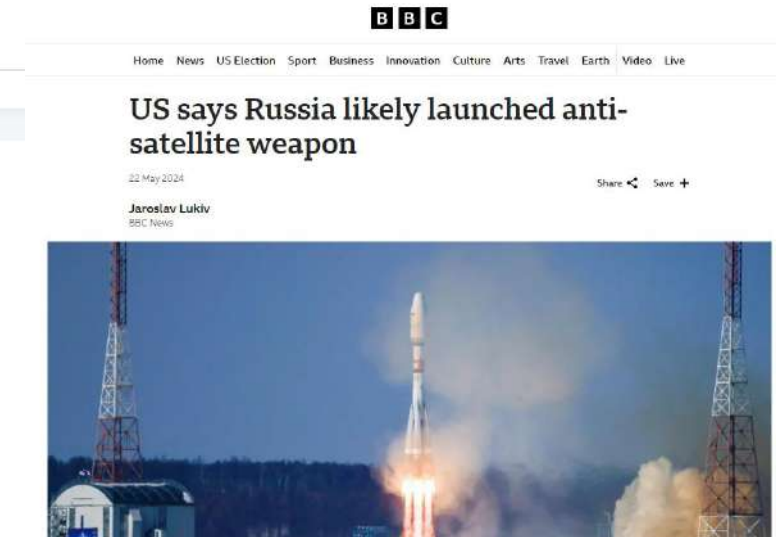 BBC
Home News US Election Sport Business Innovation Culture Arts Travel Earth Video Live
US says Russia likely launched anti-
satellite weapon
22 May 2024
Share Save
Jaroslav Lukiv
BBC News